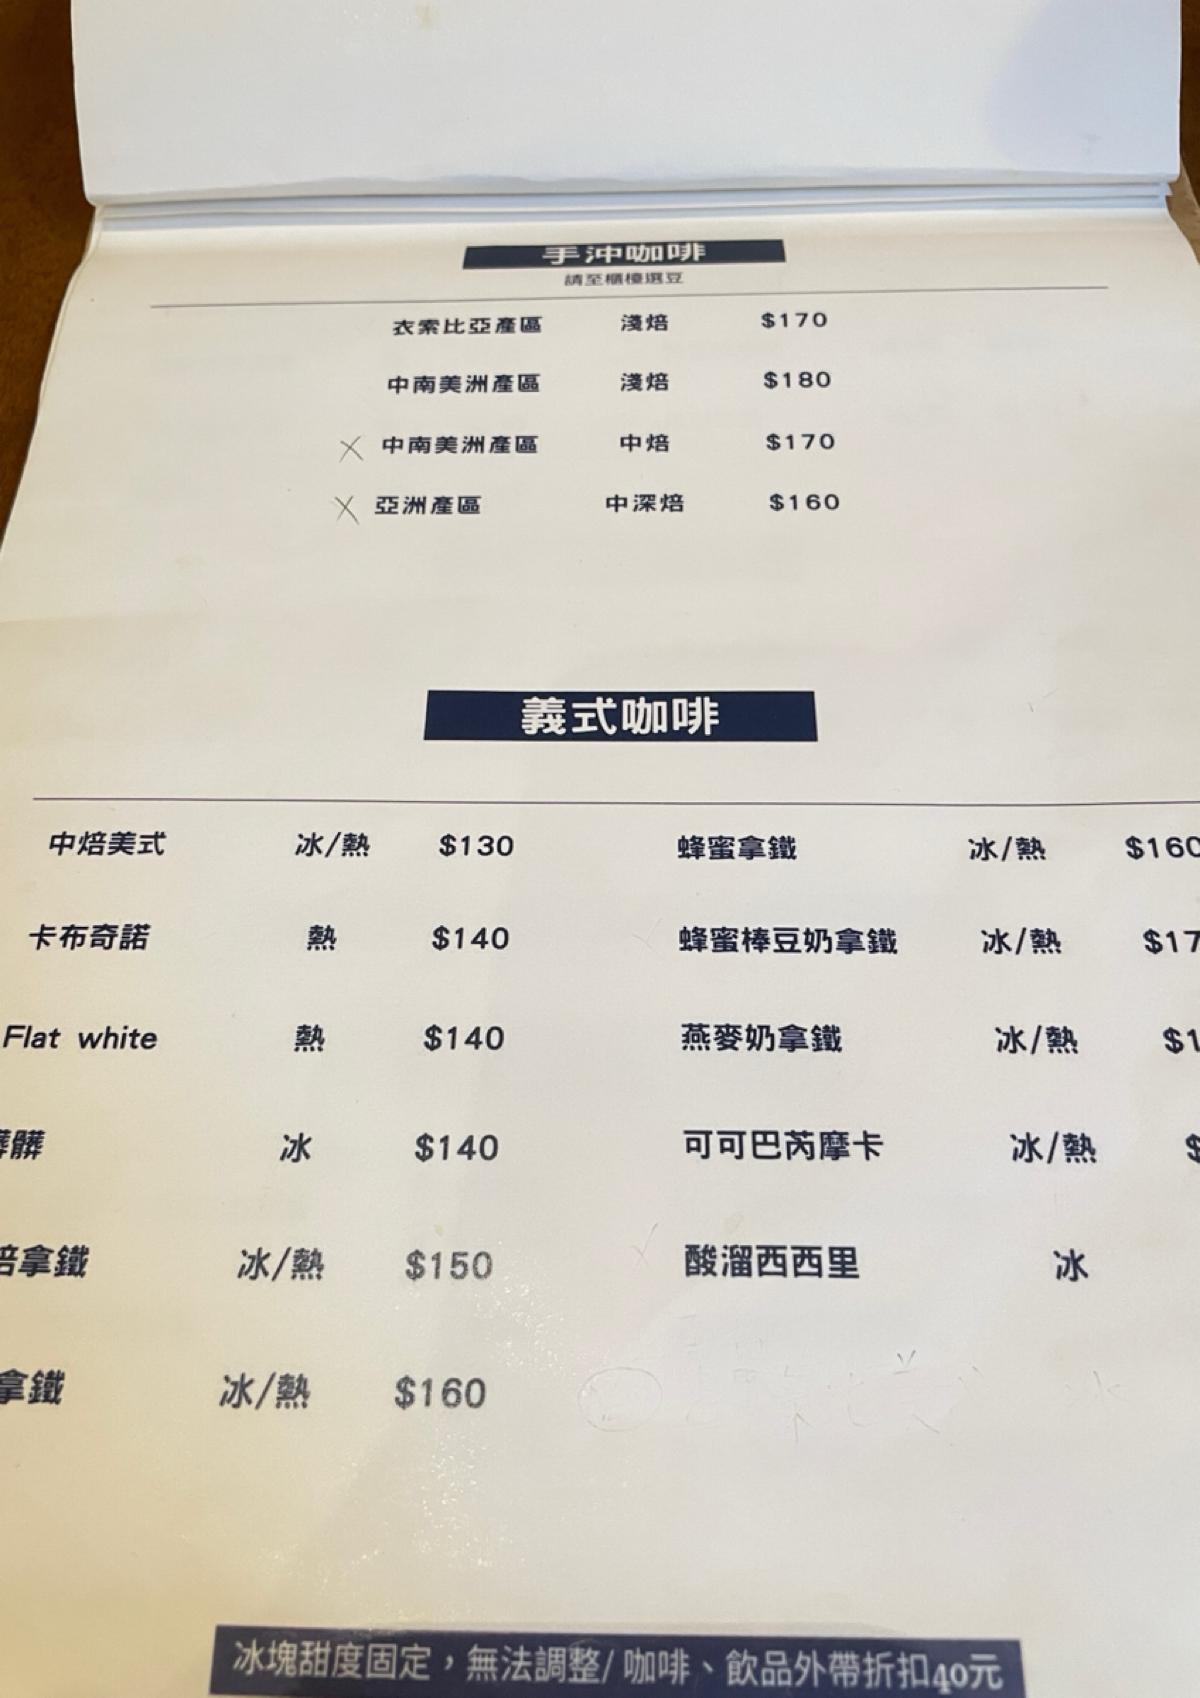 手沖咖啡
請至櫃檯選豆
衣索比亞產區 淺焙 $170
中南美洲產區 淺焙 $180
中南美洲產區 中焙 $170
亞洲產區 中深焙 $160
義式咖啡
中焙美式 冰/熱 $130 蜂蜜拿鐵 冰/熱 $160
卡布奇諾 熱 $140 蜂蜜榛豆奶拿鐵 冰/熱 $17
Flat white 熱 $140 燕麥奶拿鐵 冰/熱 $1
髒 冰 $140 可可巴芮摩卡 冰/熱 $
焙拿鐵 冰/熱 $150 酸溜西西里 冰
拿鐵 冰/熱 $160
冰塊甜度固定，無法調整/ 咖啡、飲品外帶折扣40元